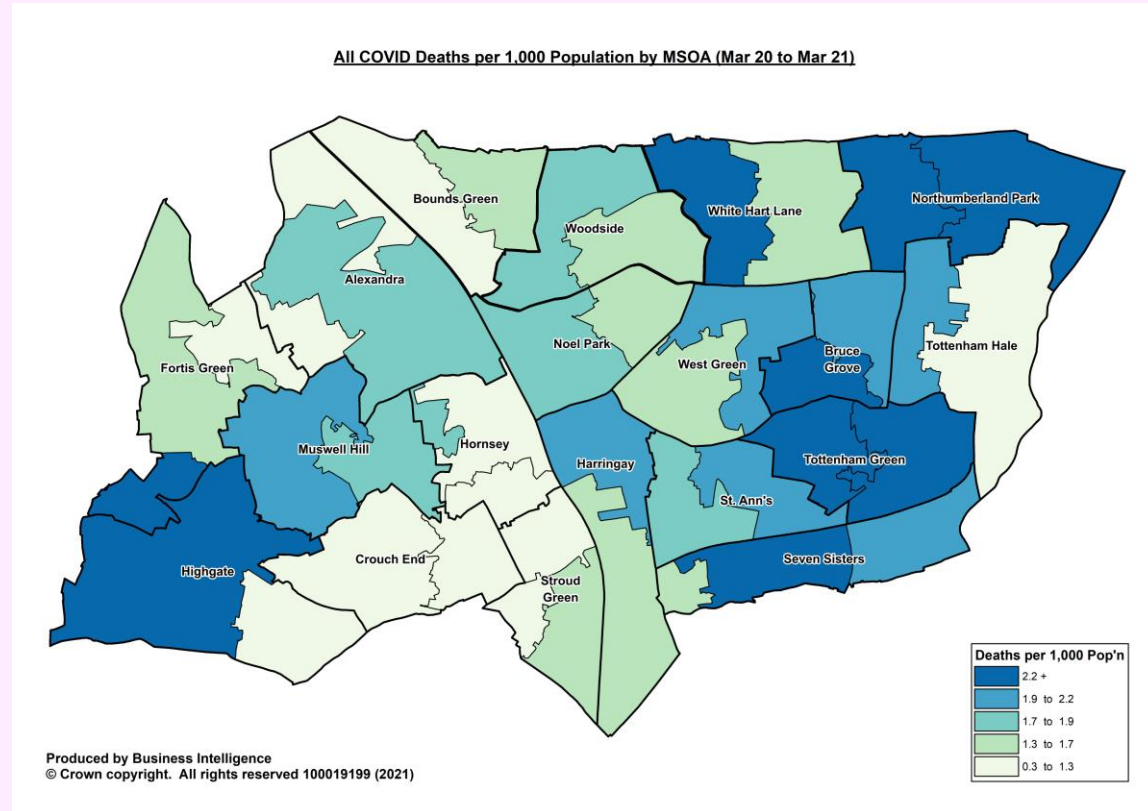 All COVID Deaths per 1,000 Population by MSOA (Mar 20 to Mar 21)
Bounds Green
Woodside
White Hart Lane
Northumberland Park
Alexandra
Noel Park
Fortis Green
West Green
Bruce
Grove
Tottenham Hale
Muswell Hill
Hornsey
Harringay
Tottenham Green
St. Ann's
Highgate
Crouch End
Stroud
Green
Seven Sisters
Deaths per 1,000 Pop'n
2.2 +
1.9 to 2.2
1.7 to 1.9
1.3 to 1.7
0.3 to 1.3
Produced by Business Intelligence
© Crown copyright. All rights reserved 100019199 (2021)